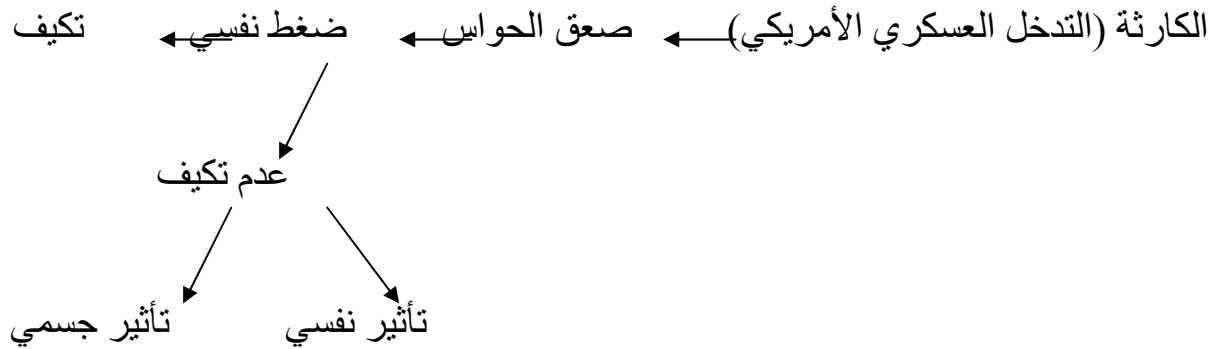 الكارثة (التدخل العسكري الأمريكي) صعق الحواس ضغط نفسي تكيف
عدم تكيف
تأثير نفسي تأثير جسمي